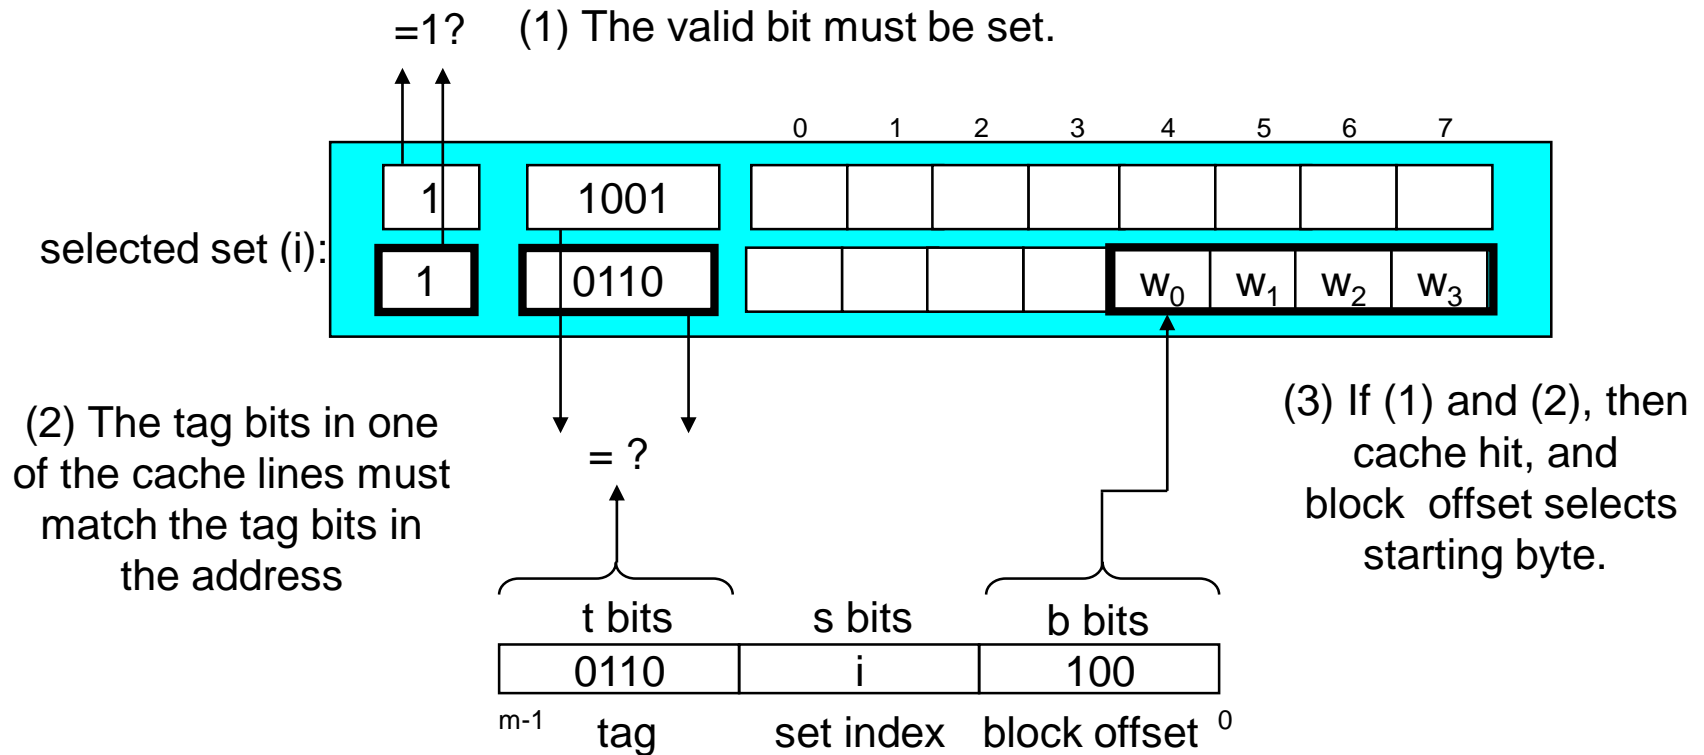 =1? (1) The valid bit must be set.
0 1 2 3 4 5 6 7
1 1001
selected set (i):
1 0110 w0 w1 w2 w3
(2) The tag bits in one
of the cache lines must
match the tag bits in
the address
= ?
(3) If (1) and (2), then
cache hit, and
block offset selects
starting byte.
t bits s bits b bits
0110 i 100
m-1 tag set index block offset 0